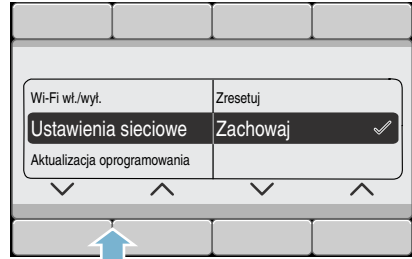 Wi-Fi wł./wył. Zresetuj
Ustawienia sieciowe Zachowaj
Aktualizacja oprogramowania